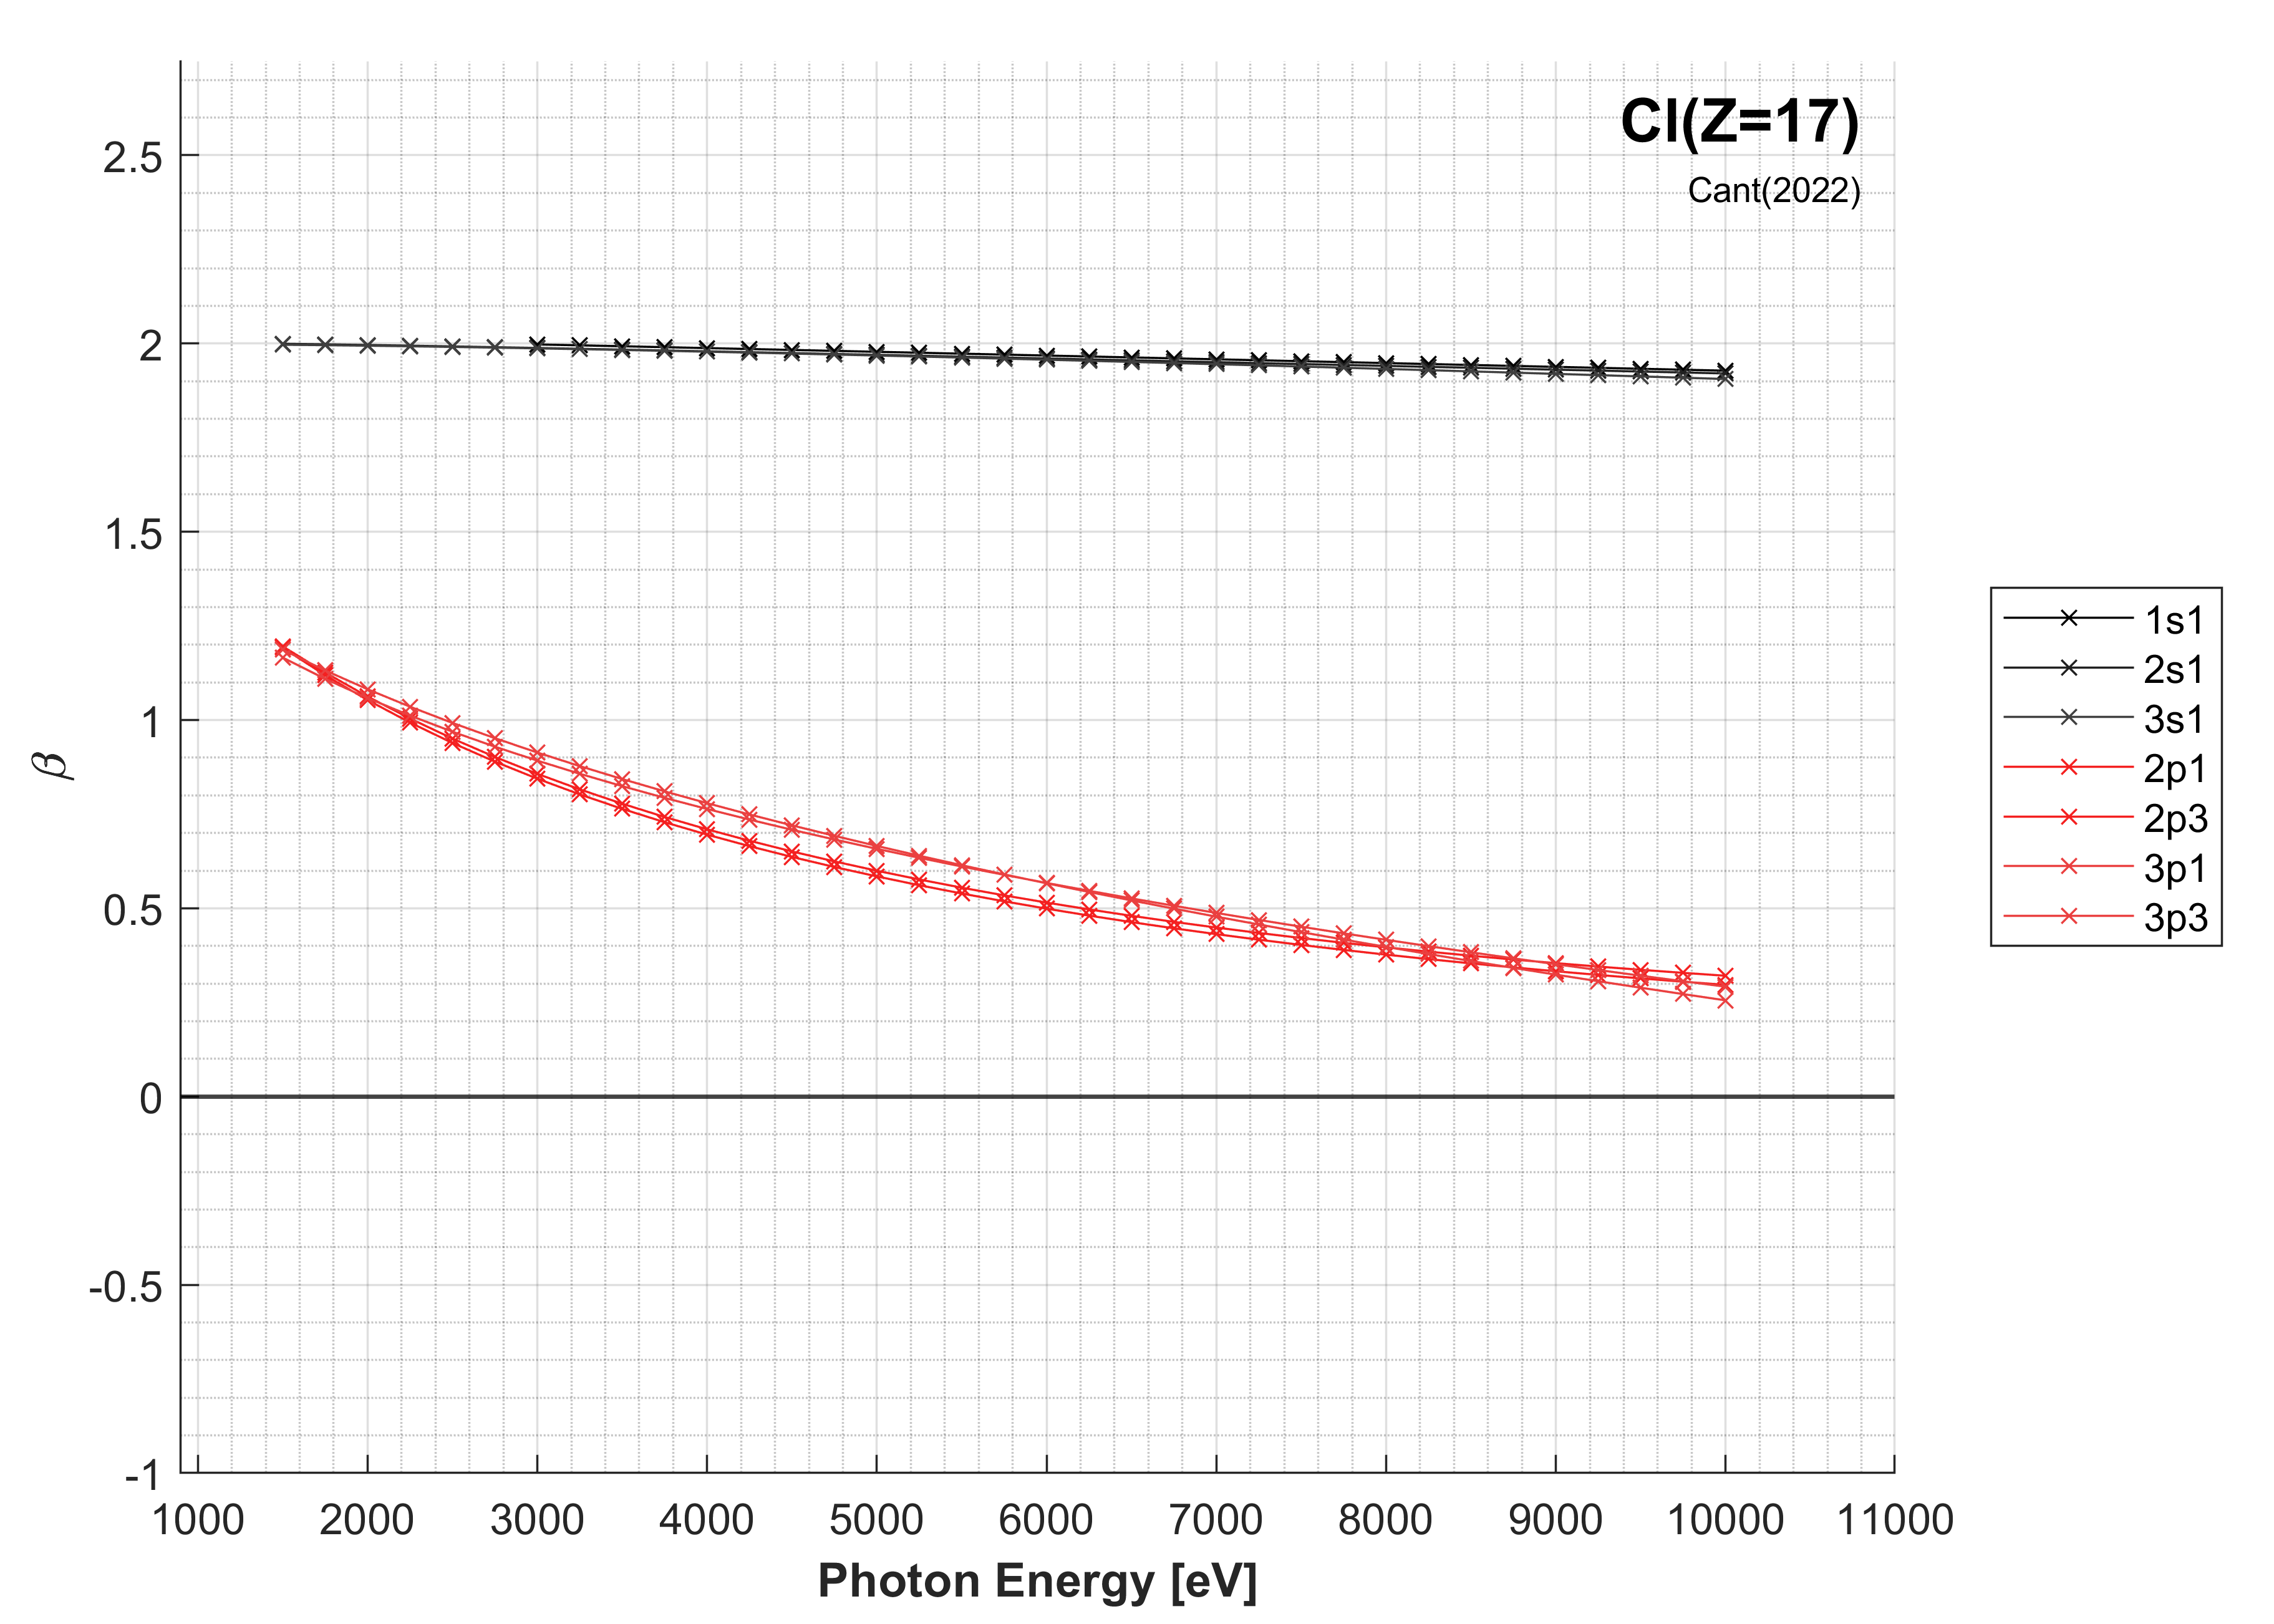 Cl(Z=17)
Cant(2022)
2.5
2
1.5
1
0.5
0
-0.5
-1
β
1000 2000 3000 4000 5000 6000 7000 8000 9000 10000 11000
Photon Energy [eV]
1s1
2s1
3s1
2p1
2p3
3p1
3p3